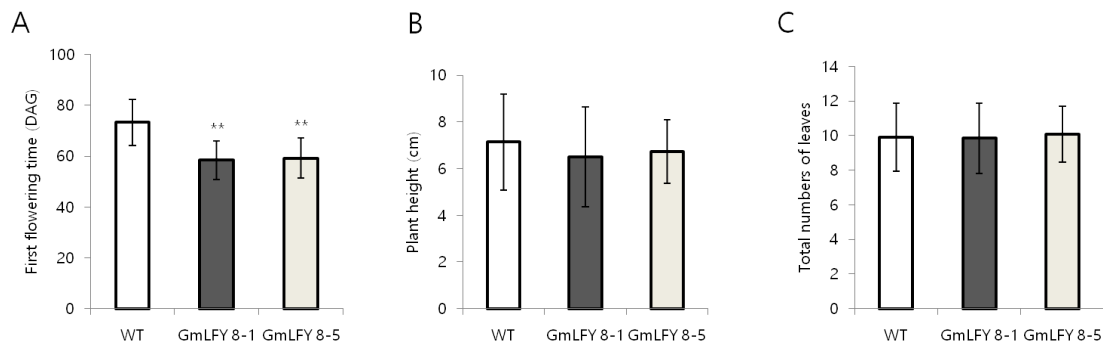 A
First flowering time (DAG)
100
80
60
40
20
0
**
**
WT
GmLFY 8-1
GmLFY 8-5
B
Plant height (cm)
10
8
6
4
2
0
WT
GmLFY 8-1
GmLFY 8-5
C
Total numbers of leaves
14
12
10
8
6
4
2
0
WT
GmLFY 8-1
GmLFY 8-5